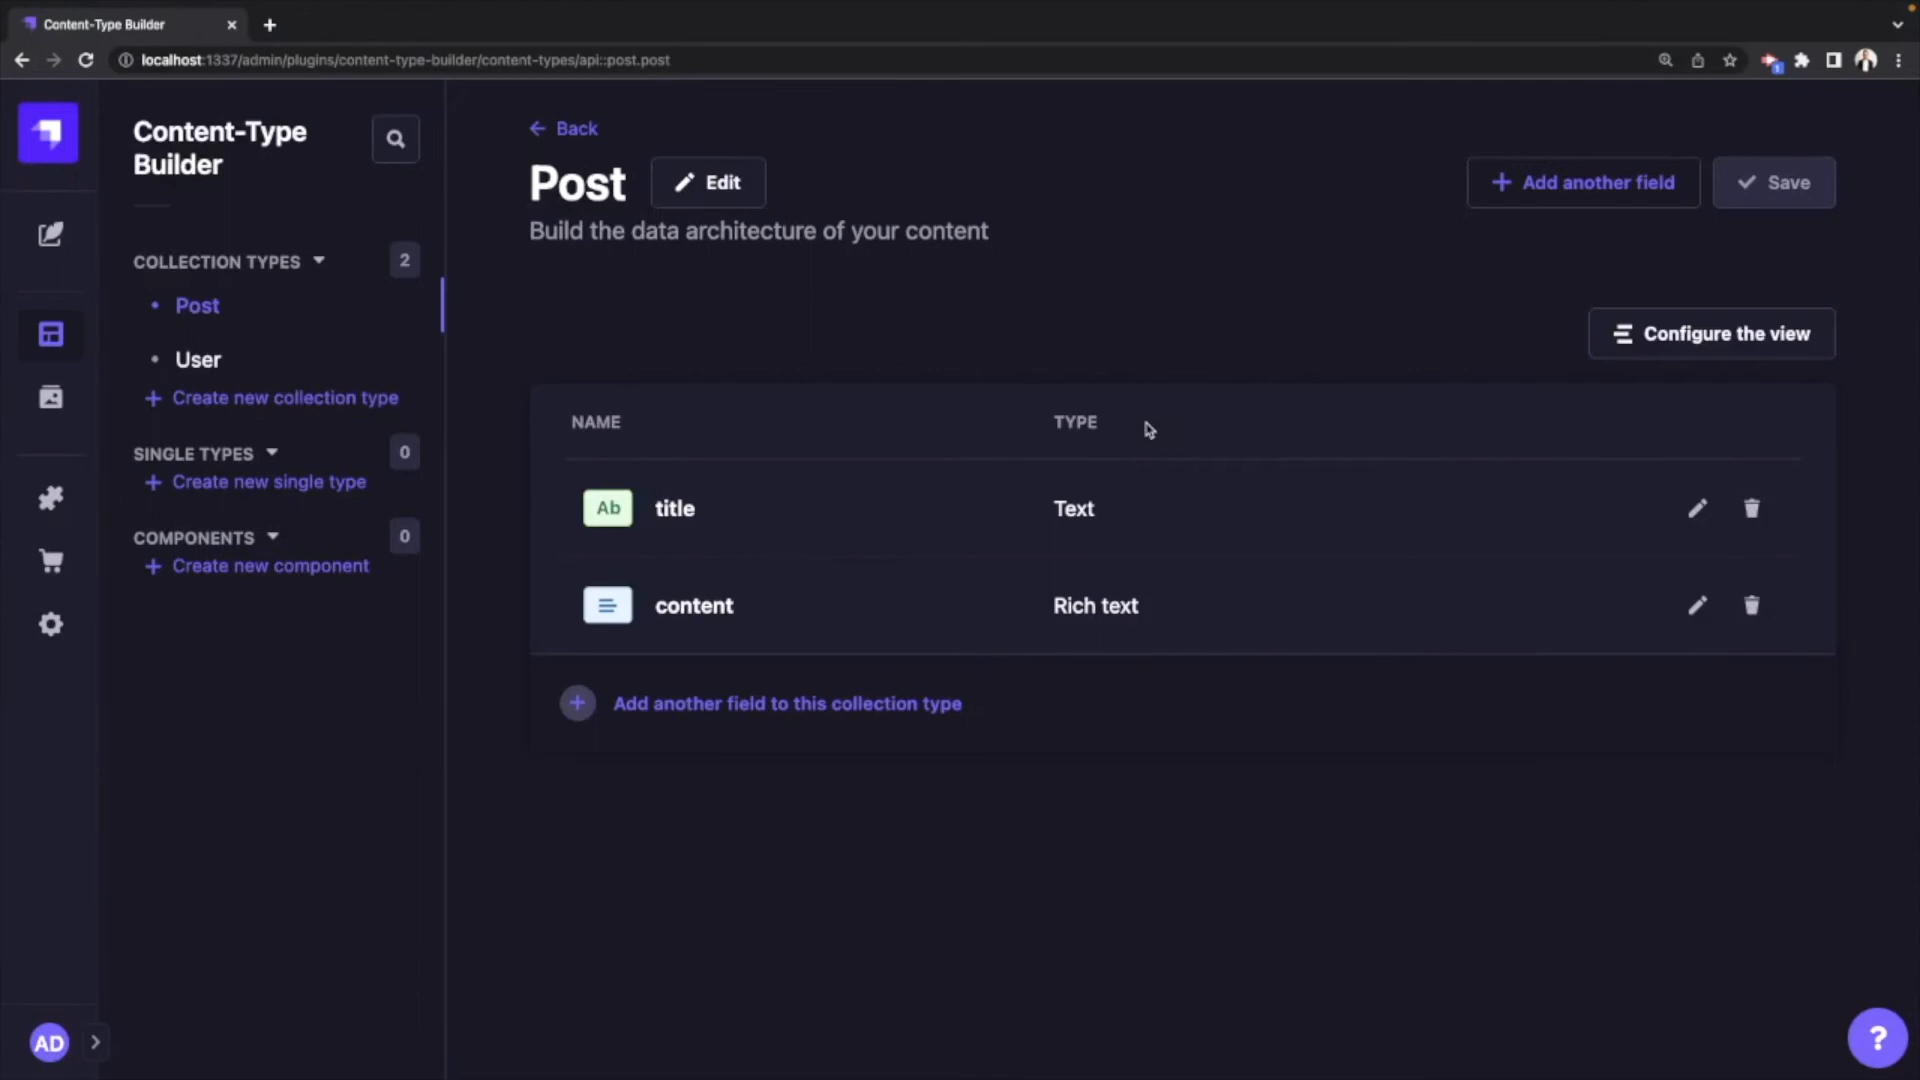 Content-Type Builder
localhost:1337/admin/plugins/content-type-builder/content-types/api::post.post
1
Content-Type
Builder
COLLECTION TYPES
2
Post
User
Create new collection type
SINGLE TYPES
0
Create new single type
COMPONENTS
0
Create new component
AD
Back
Post
Edit
Add another field
Save
Build the data architecture of your content
Configure the view
NAME
TYPE
Ab
title
Text
content
Rich text
Add another field to this collection type
?